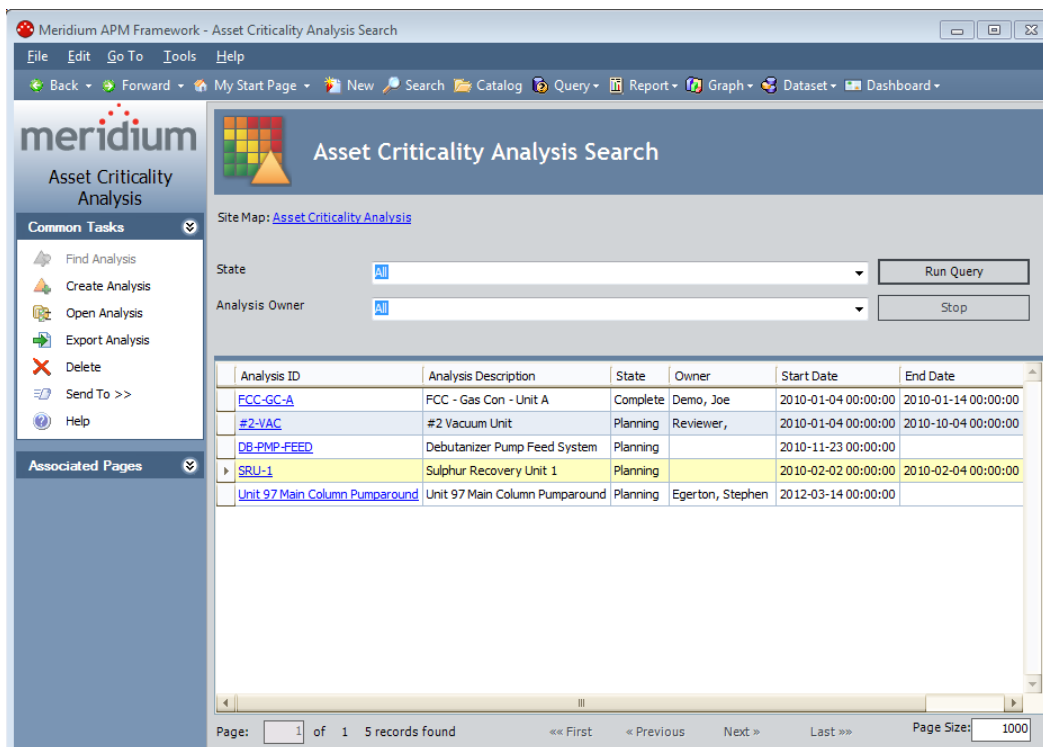 Meridium APM Framework - Asset Criticality Analysis Search
File Edit Go To Tools Help
Back Forward My Start Page New Search Catalog Query Report Graph Dataset Dashboard
meridium
Asset Criticality
Analysis
Common Tasks
Find Analysis
Create Analysis
Open Analysis
Export Analysis
Delete
Send To >>
Help
Associated Pages
Asset Criticality Analysis Search
Site Map: Asset Criticality Analysis
State All Run Query
Analysis Owner All Stop
Analysis ID Analysis Description State Owner Start Date End Date
FCC-GC-A FCC - Gas Con - Unit A Complete Demo, Joe 2010-01-04 00:00:00 2010-01-14 00:00:00
#2-VAC #2 Vacuum Unit Planning Reviewer, 2010-01-04 00:00:00 2010-10-04 00:00:00
DB-PMP-FEED Debutanizer Pump Feed System Planning 2010-11-23 00:00:00
SRU-1 Sulphur Recovery Unit 1 Planning 2010-02-02 00:00:00 2010-02-04 00:00:00
Unit 97 Main Column Pumparound Unit 97 Main Column Pumparound Planning Egerton, Stephen 2012-03-14 00:00:00
Page: 1 of 1 5 records found «« First « Previous Next » Last »» Page Size: 1000